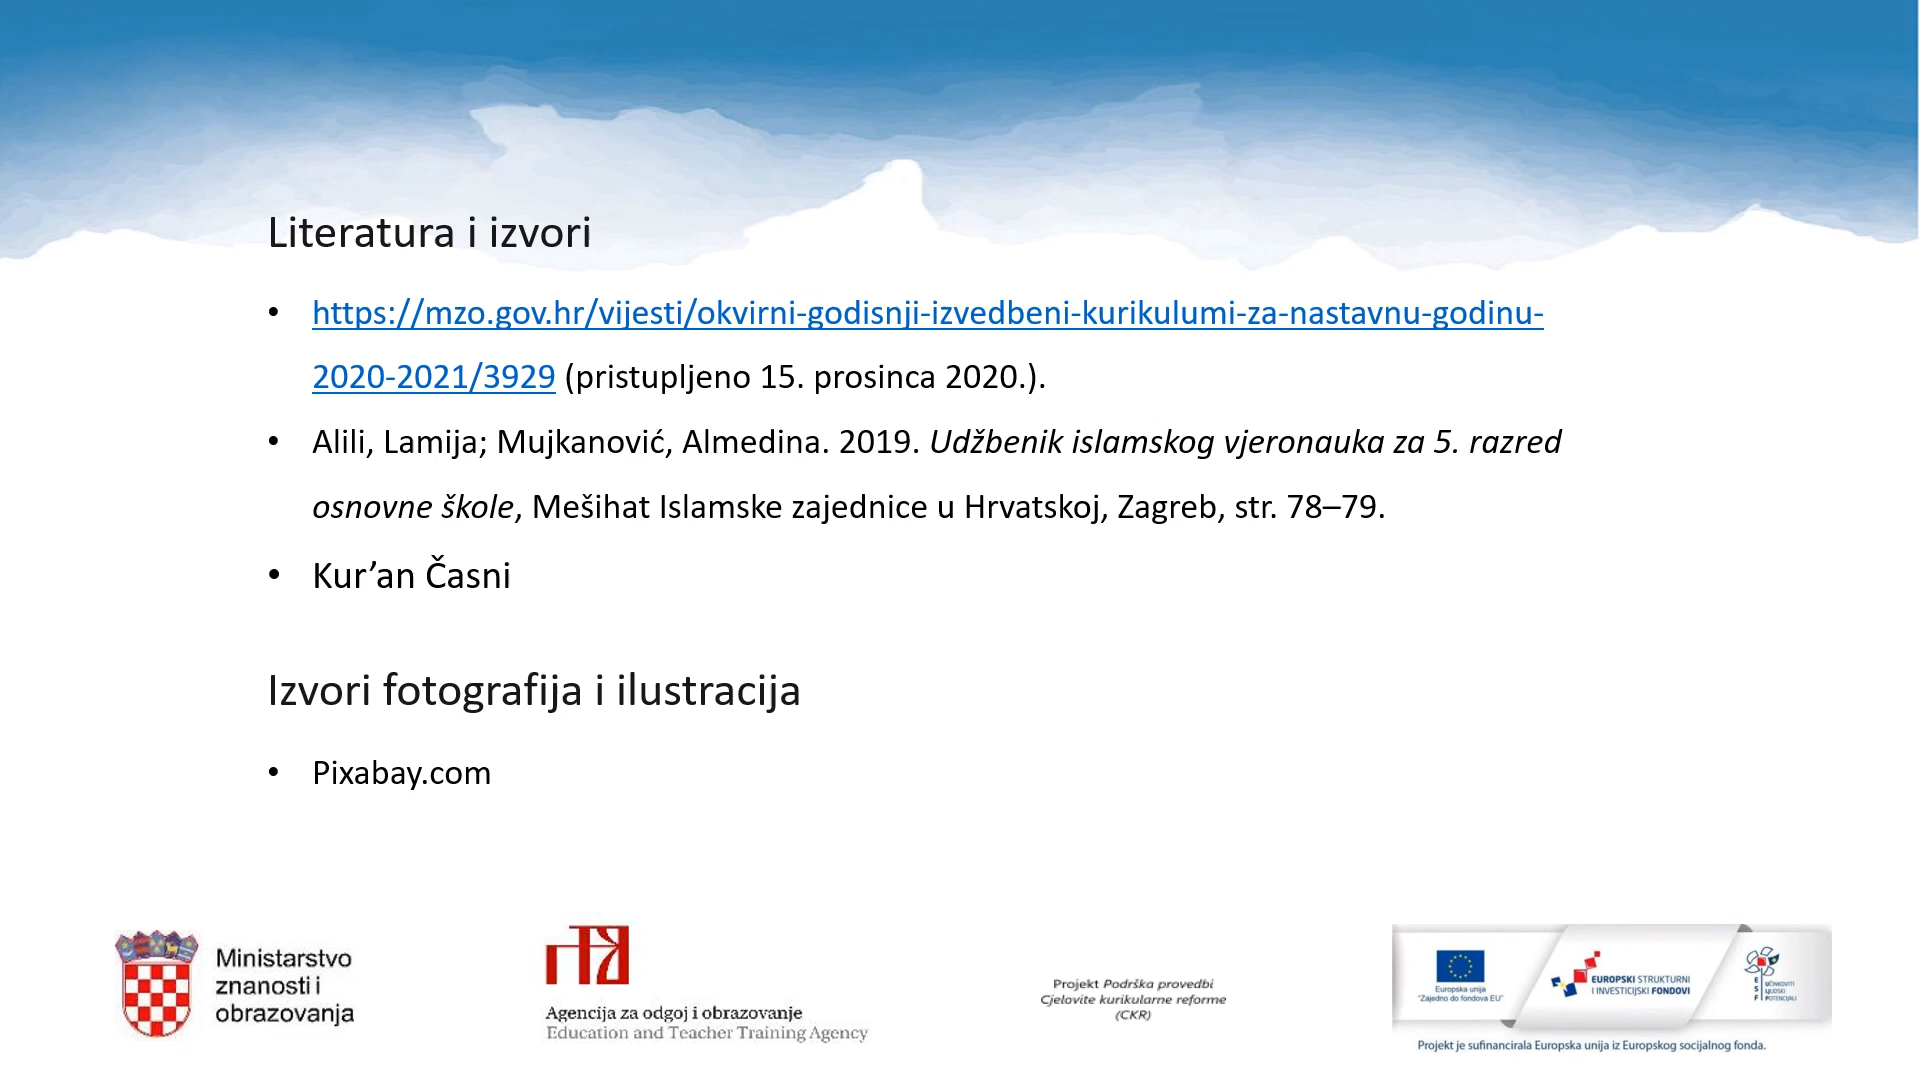 Literatura i izvori
• https://mzo.gov.hr/vijesti/okvirni-godisnji-izvedbeni-kurikulumi-za-nastavnu-godinu-
2020-2021/3929 (pristupljeno 15. prosinca 2020.).
• Alili, Lamija; Mujkanović, Almedina. 2019. Udžbenik islamskog vjeronauka za 5. razred
osnovne škole, Mešihat Islamske zajednice u Hrvatskoj, Zagreb, str. 78–79.
• Kur’an Časni
Izvori fotografija i ilustracija
• Pixabay.com
Ministarstvo
znanosti i
obrazovanja
Agencija za odgoj i obrazovanje
Education and Teacher Training Agency
Projekt Podrška provedbi
Cjelovite kurikularne reforme
(CKR)
Europska unija
"Zajedno do fondova EU"
EUROPSKI STRUKTURNI
I INVESTICIJSKI FONDOVI
ESF
UČINKOVITI
LJUDSKI
POTENCIJALI
Projekt je sufinancirala Europska unija iz Europskog socijalnog fonda.